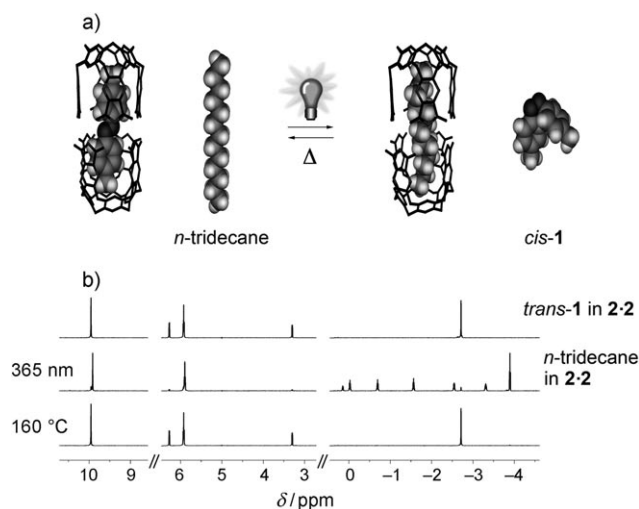 a)
Δ
n-tridecane
cis-1
b)
trans-1 in 2·2
365 nm
n-tridecane
in 2·2
160 °C
10 9 // 6 5 4 3 // 0 –1 –2 –3 –4
δ / ppm